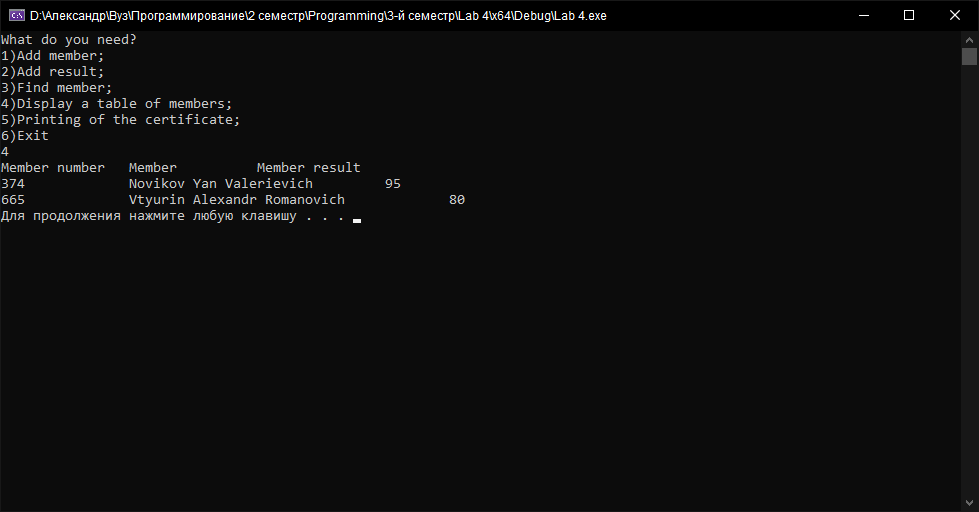 D:\Александр\Вуз\Программирование\2 семестр\Programming\3-й семестр\Lab 4\x64\Debug\Lab 4.exe
What do you need?
1)Add member;
2)Add result;
3)Find member;
4)Display a table of members;
5)Printing of the certificate;
6)Exit
4
Member number   Member          Member result
374             Novikov Yan Valerievich         95
665             Vtyurin Alexandr Romanovich             80
Для продолжения нажмите любую клавишу . . .